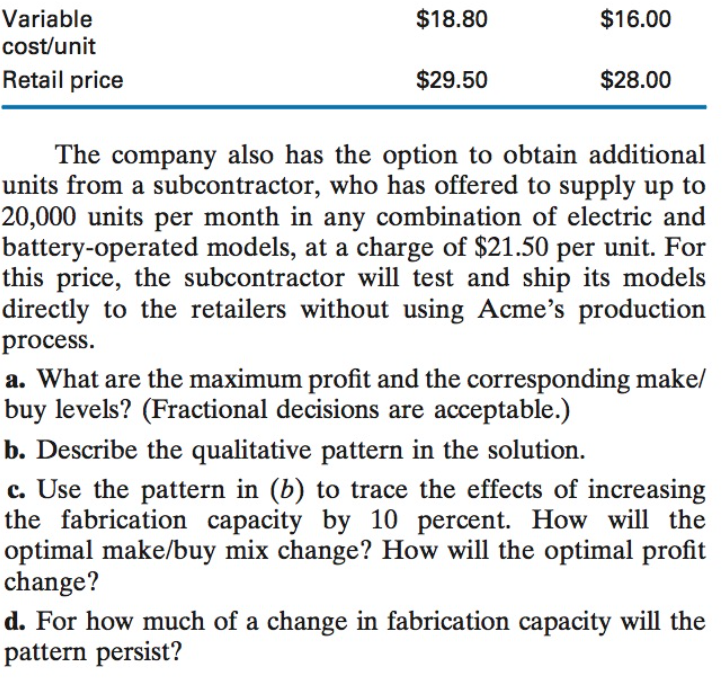 Variable $18.80 $16.00
cost/unit
Retail price $29.50 $28.00
The company also has the option to obtain additional
units from a subcontractor, who has offered to supply up to
20,000 units per month in any combination of electric and
battery-operated models, at a charge of $21.50 per unit. For
this price, the subcontractor will test and ship its models
directly to the retailers without using Acme's production
process.
a. What are the maximum profit and the corresponding make/
buy levels? (Fractional decisions are acceptable.)
b. Describe the qualitative pattern in the solution.
c. Use the pattern in (b) to trace the effects of increasing
the fabrication capacity by 10 percent. How will the
optimal make/buy mix change? How will the optimal profit
change?
d. For how much of a change in fabrication capacity will the
pattern persist?